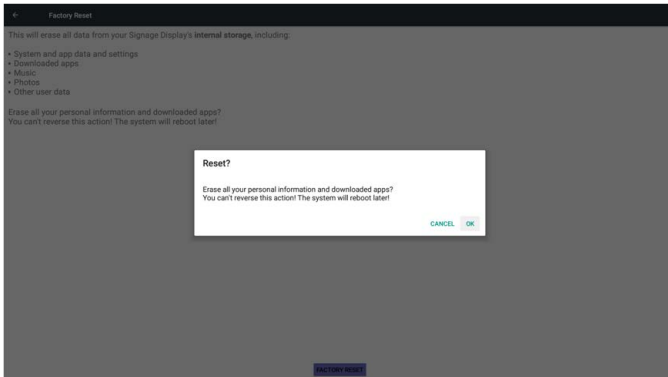 Factory Reset
This will erase all data from your Signage Display's internal storage, including:
• System and app data and settings
• Downloaded apps
• Music
• Photos
• Other user data
Erase all your personal information and downloaded apps?
You can't reverse this action! The system will reboot later!
Reset?
Erase all your personal information and downloaded apps?
You can't reverse this action! The system will reboot later!
CANCEL OK
FACTORY RESET